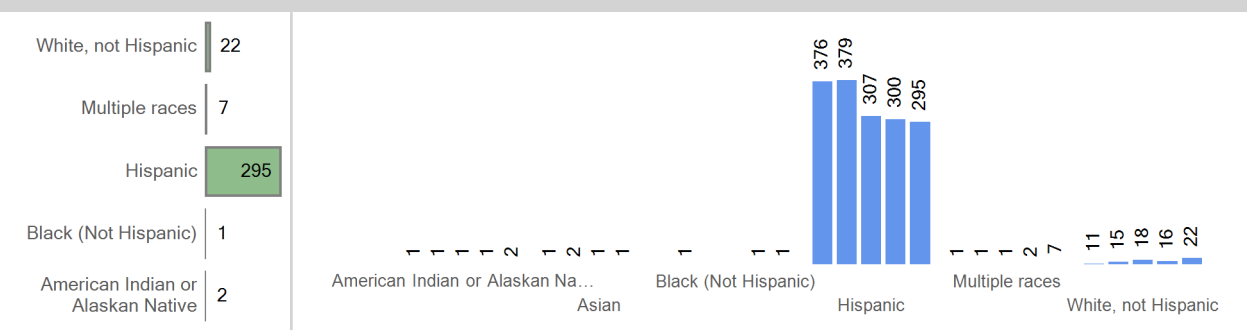 White, not Hispanic 22
Multiple races 7
Hispanic 295
Black (Not Hispanic) 1
American Indian or
Alaskan Native 2
1 1 1 1 2 1 2 1 1 1 1 1 376 379 307 300 295 1 1 1 2 7 11 15 18 16 22
American Indian or Alaskan Na… Black (Not Hispanic) Multiple races
Asian Hispanic White, not Hispanic